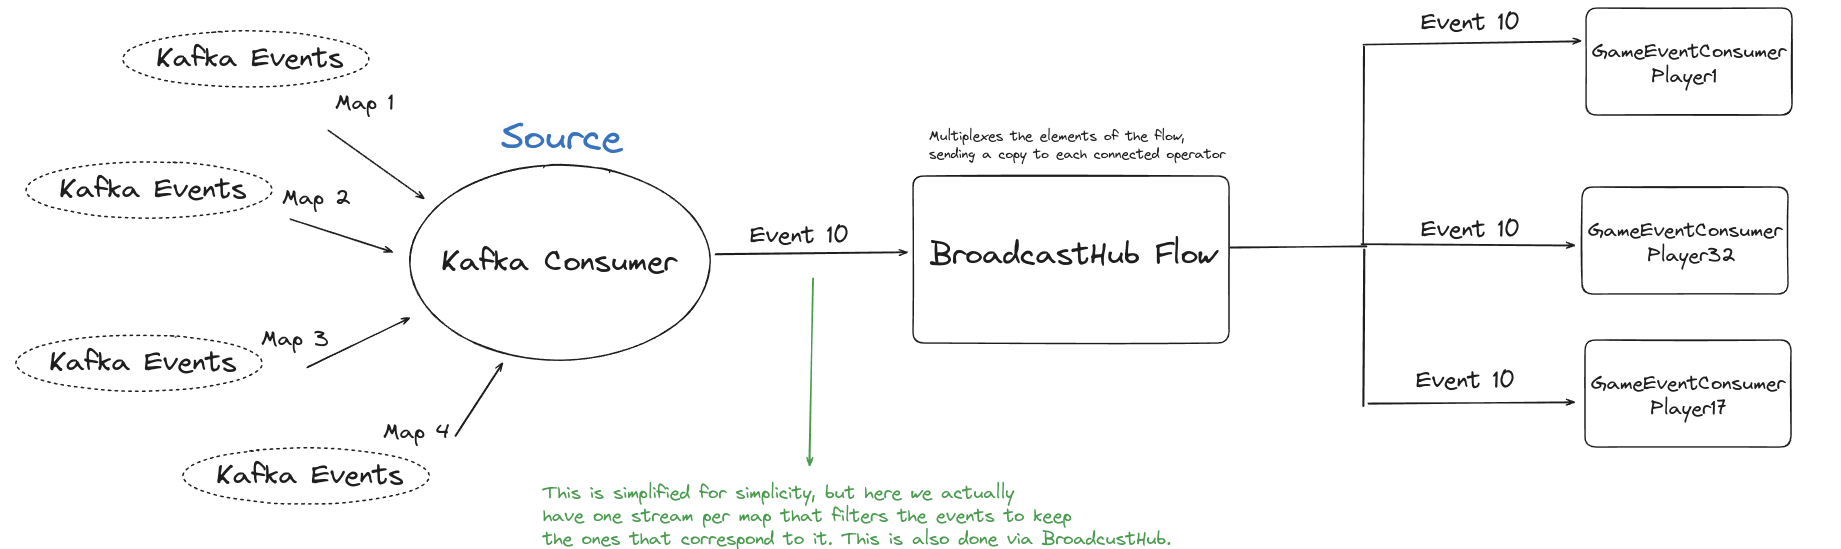 Kafka Events
Map 1
Kafka Events
Map 2
Kafka Events
Map 3
Kafka Events
Map 4
Source
Kafka Consumer
Event 10
This is simplified for simplicity, but here we actually
have one stream per map that filters the events to keep
the ones that correspond to it. This is also done via BroadcustHub.
Multiplexes the elements of the flow,
sending a copy to each connected operator
BroadcastHub Flow
Event 10
GameEventConsumer
Player1
Event 10
GameEventConsumer
Player32
Event 10
GameEventConsumer
Player17